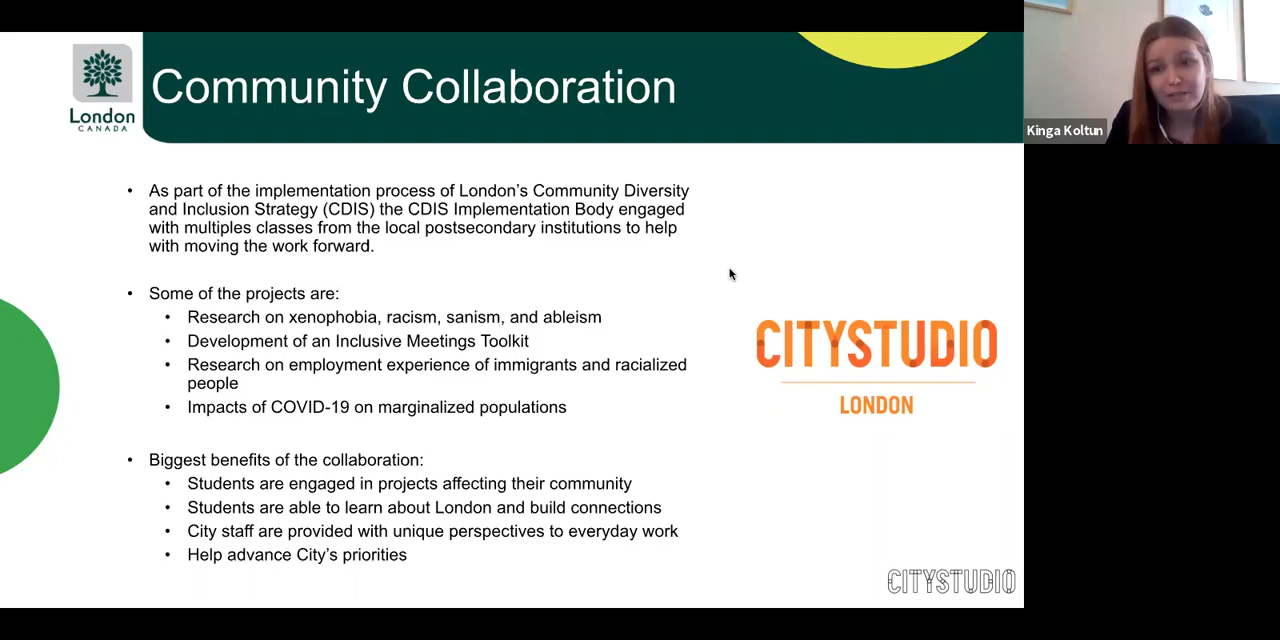 London
CANADA
Community Collaboration
Kinga Koltun
• As part of the implementation process of London's Community Diversity
and Inclusion Strategy (CDIS) the CDIS Implementation Body engaged
with multiple classes from the local postsecondary institutions to help
with moving the work forward.
• Some of the projects are:
• Research on xenophobia, racism, sanism, and ableism
• Development of an Inclusive Meetings Toolkit
• Research on employment experience of immigrants and racialized
people
• Impacts of COVID-19 on marginalized populations
• Biggest benefits of the collaboration:
• Students are engaged in projects affecting their community
• Students are able to learn about London and build connections
• City staff are provided with unique perspectives to everyday work
• Help advance City's priorities
CITYSTUDIO
LONDON
CITYSTUDIO